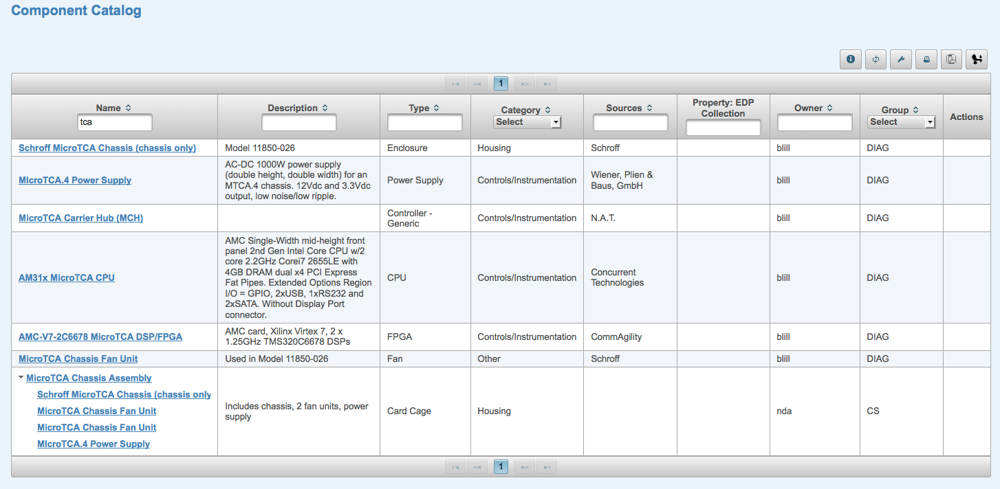 Component Catalog
1
Name
tca
Description
Type
Category
Select
Sources
Property: EDP
Collection
Owner
Group
Select
Actions
Schroff MicroTCA Chassis (chassis only)
Model 11850-026
Enclosure
Housing
Schroff
blill
DIAG
MIcroTCA.4 Power Supply
AC-DC 1000W power supply
(double height, double width) for an
MTCA.4 chassis. 12Vdc and 3.3Vdc
output, low noise/low ripple.
Power Supply
Controls/Instrumentation
Wiener, Plien &
Baus, GmbH
blill
DIAG
MicroTCA Carrier Hub (MCH)
Controller -
Generic
Controls/Instrumentation
N.A.T.
blill
DIAG
AM31x MicroTCA CPU
AMC Single-Width mid-height front
panel 2nd Gen Intel Core CPU w/2
core 2.2GHz Corei7 2655LE with
4GB DRAM dual x4 PCI Express
Fat Pipes. Extended Options Region
I/O = GPIO, 2xUSB, 1xRS232 and
2xSATA. Without Display Port
connector.
CPU
Controls/Instrumentation
Concurrent
Technologies
blill
DIAG
AMC-V7-2C6678 MicroTCA DSP/FPGA
AMC card, Xilinx Virtex 7, 2 x
1.25GHz TMS320C6678 DSPs
FPGA
Controls/Instrumentation
CommAgility
blill
DIAG
MicroTCA Chassis Fan Unit
Used in Model 11850-026
Fan
Other
Schroff
blill
DIAG
MicroTCA Chassis Assembly
Schroff MicroTCA Chassis (chassis only
MicroTCA Chassis Fan Unit
MicroTCA Chassis Fan Unit
MIcroTCA.4 Power Supply
Includes chassis, 2 fan units, power
supply
Card Cage
Housing
nda
CS
1